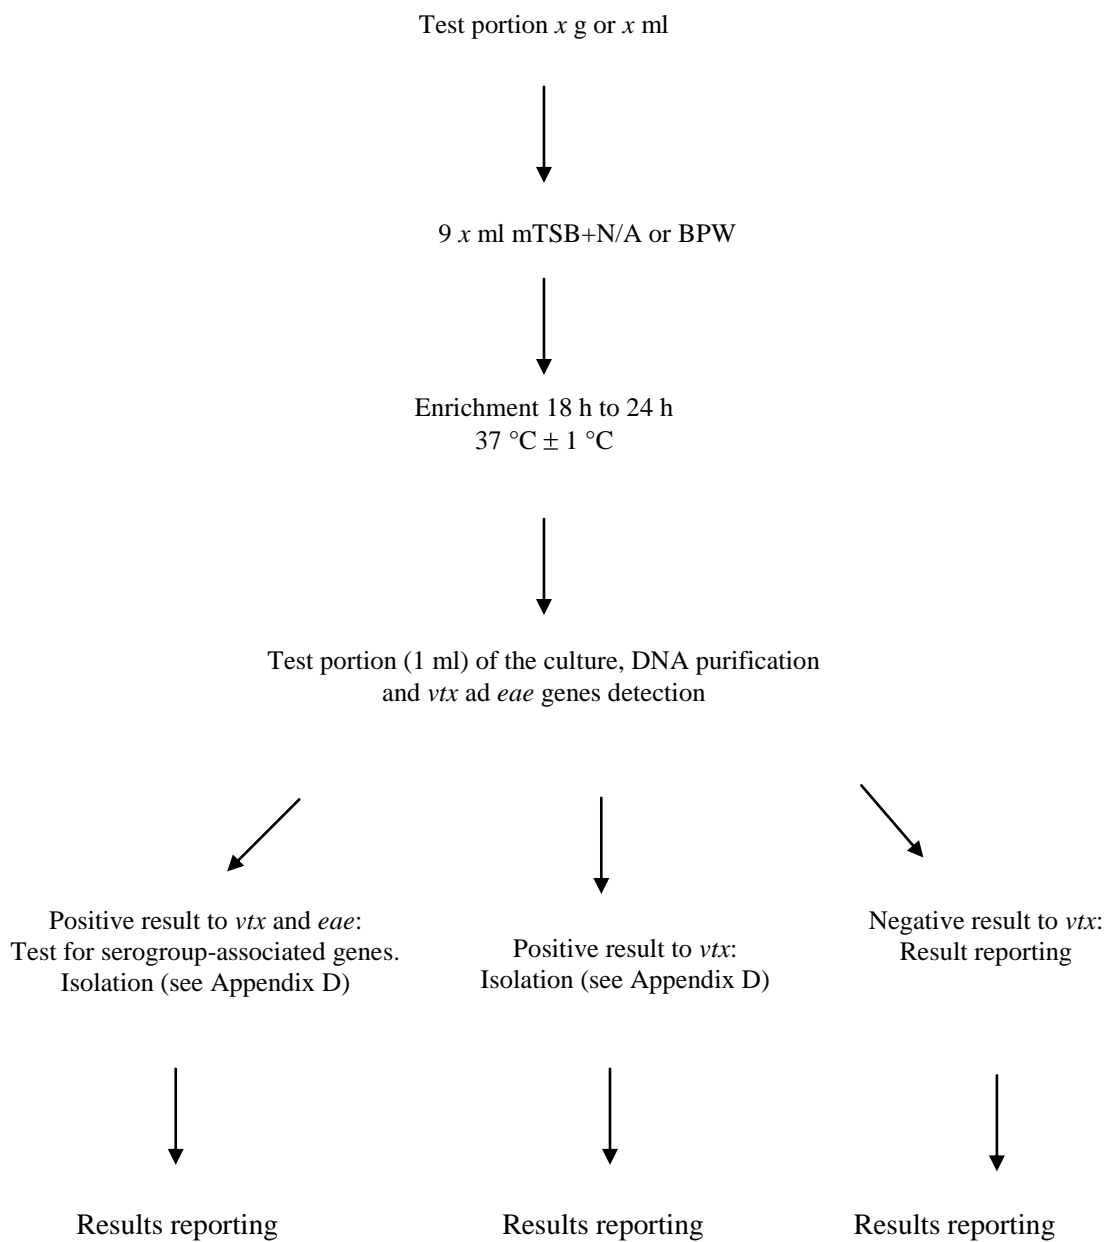 Test portion x g or x ml
9 x ml mTSB+N/A or BPW
Enrichment 18 h to 24 h
37 °C ± 1 °C
Test portion (1 ml) of the culture, DNA purification
and vtx ad eae genes detection
Positive result to vtx and eae:
Test for serogroup-associated genes.
Isolation (see Appendix D)
Positive result to vtx:
Isolation (see Appendix D)
Negative result to vtx:
Result reporting
Results reporting
Results reporting
Results reporting